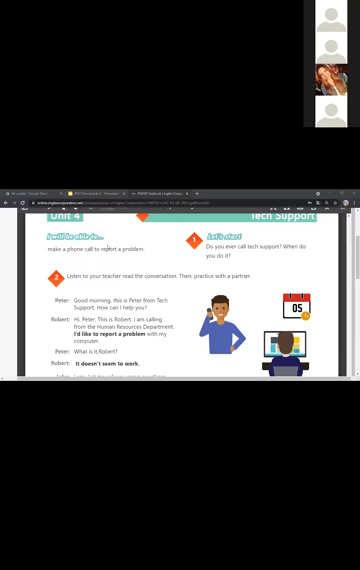 Unit 4
Tech Support
I will be able to...
make a phone call to report a problem.
1
Let's start
Do you ever call tech support? When do
you do it?
2
Listen to your teacher read the conversation. Then, practice with a partner.
Peter: Good morning, this is Peter from Tech
Support. How can I help you?
Robert: Hi, Peter. This is Robert. I am calling
from the Human Resources Department.
I'd like to report a problem with my
computer.
Peter: What is it,Robert?
Robert: It doesn't seem to work.
05